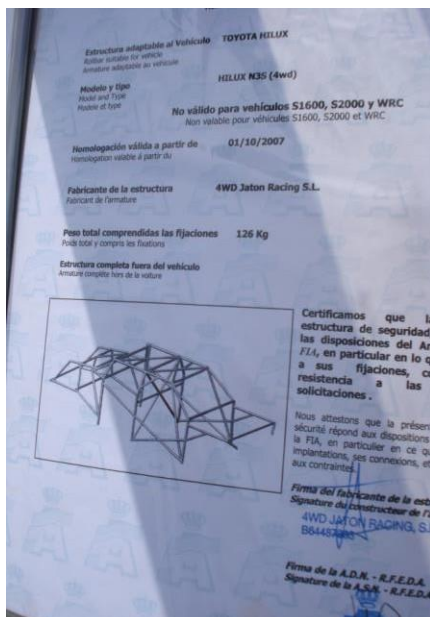 Estructura adaptable al Vehículo TOYOTA HILUX
Rollbar suitable for vehicle
Armature adaptable au véhicule
HILUX N35 (4wd)
Modelo y tipo
Model and Type
Modèle et type
No válido para vehículos S1600, S2000 y WRC
Non valable pour véhicules S1600, S2000 et WRC
Homologación válida a partir de 01/10/2007
Homologation valable à partir du
Fabricante de la estructura 4WD Jaton Racing S.L.
Fabricant de l'armature
Peso total comprendidas las fijaciones 126 Kg
Poids total y compris les fixations
Estructura completa fuera del vehículo
Armature complète hors de la voiture
Certificamos que la
estructura de seguridad
las disposiciones del Ar
FIA, en particular en lo q
a sus fijaciones, co
resistencia a las
solicitaciones .
Nous attestons que la présen
sécurité répond aux dispositions
la FIA, en particulier en ce qu
implantations, ses connexions, et
aux contraintes.
Firma del fabricante de la est
Signature du constructeur de l'a
4WD JATON RACING, S.
Firma de la A.D.N. - R.F.E.D.A.
Signature de la A.S.N. - R.F.E.D.A